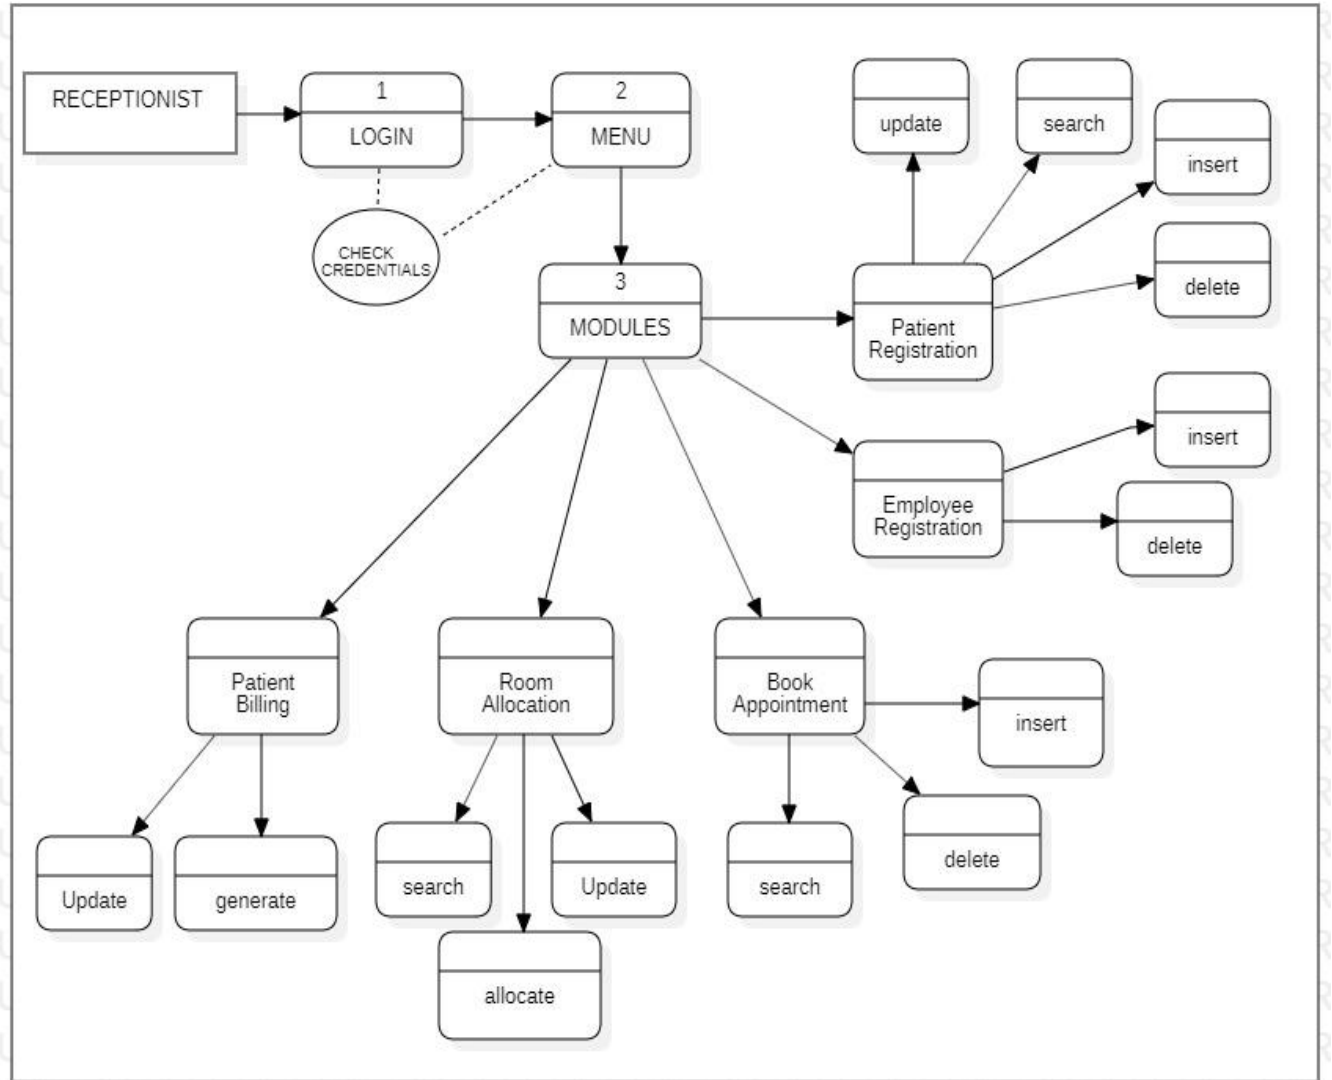 RECEPTIONIST
1
LOGIN
2
MENU
CHECK
CREDENTIALS
3
MODULES
update
search
insert
delete
Patient
Registration
insert
Employee
Registration
delete
Patient
Billing
Room
Allocation
Book
Appointment
insert
Update
generate
search
Update
allocate
search
delete